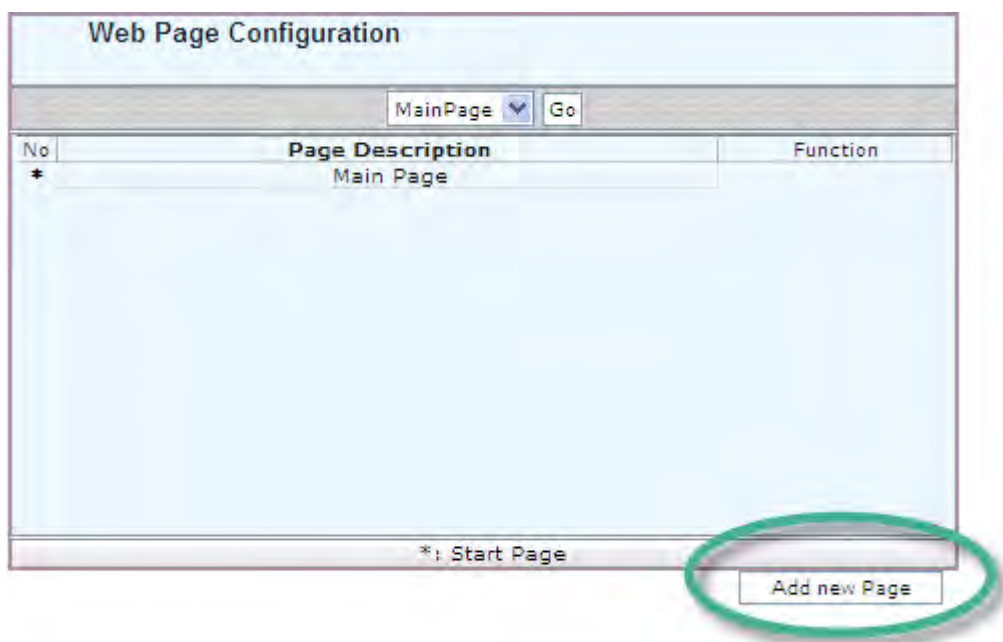 Web Page Configuration
MainPage Go
No Page Description Function
* Main Page
*: Start Page
Add new Page